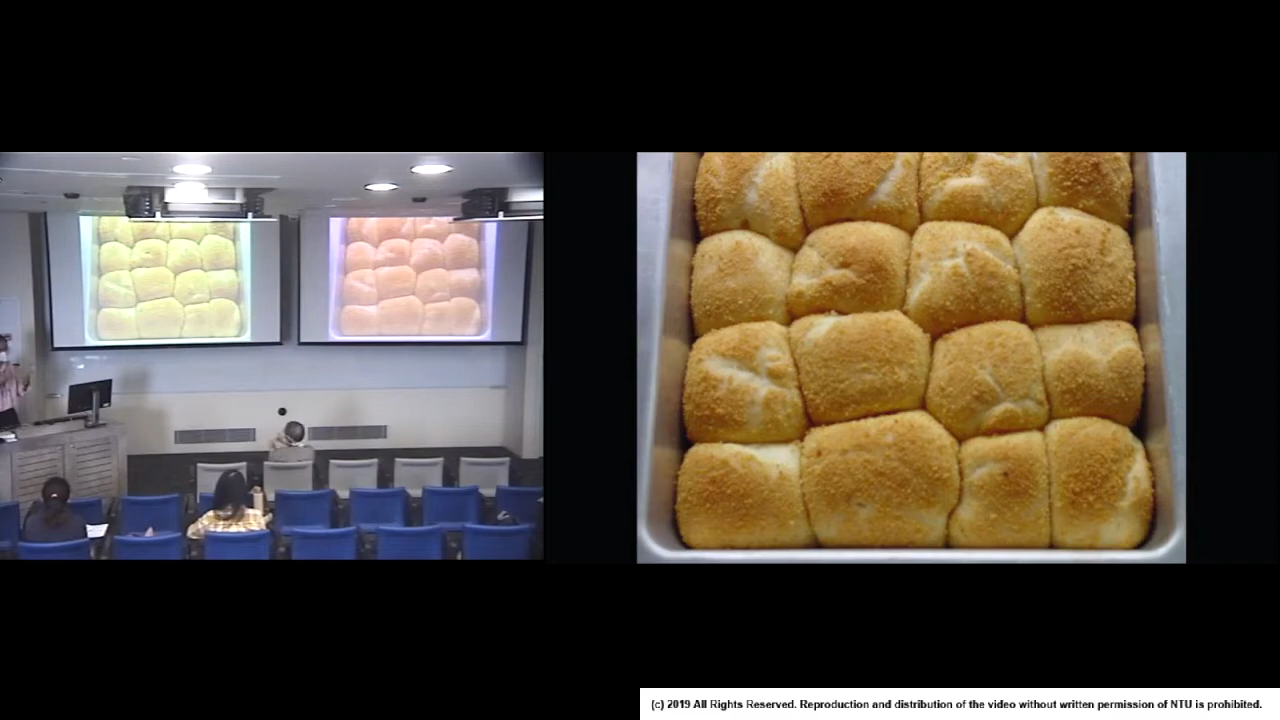 (c) 2019 All Rights Reserved. Reproduction and distribution of the video without written permission of NTU is prohibited.